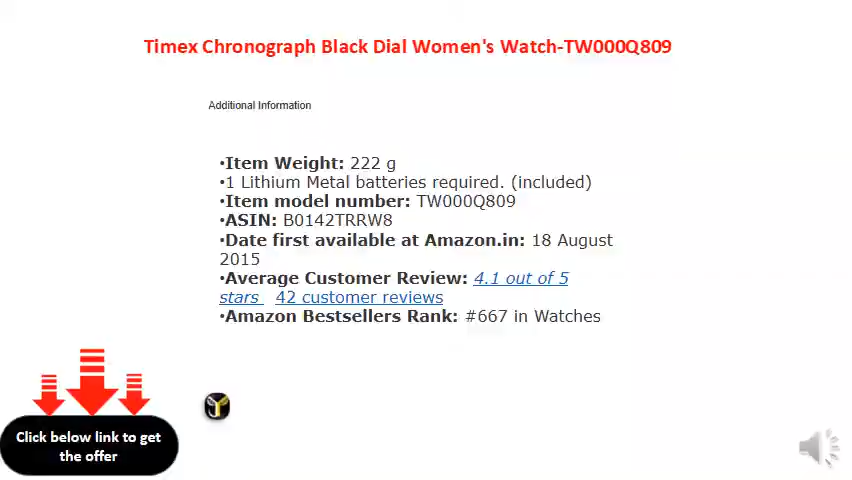 Timex Chronograph Black Dial Women's Watch-TW000Q809
Additional Information
•Item Weight: 222 g
•1 Lithium Metal batteries required. (included)
•Item model number: TW000Q809
•ASIN: B0142TRRW8
•Date first available at Amazon.in: 18 August
2015
•Average Customer Review: 4.1 out of 5
stars   42 customer reviews
•Amazon Bestsellers Rank: #667 in Watches
Click below link to get
the offer